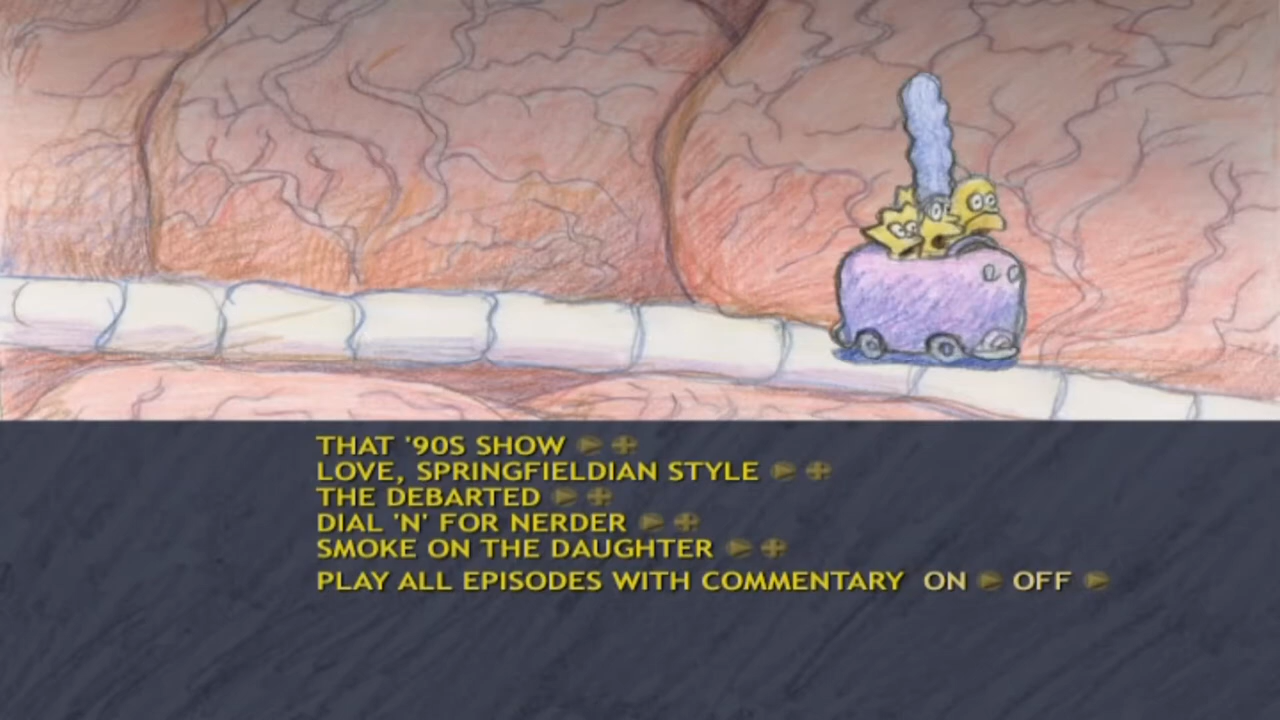 THAT '90S SHOW
LOVE, SPRINGFIELDIAN STYLE
THE DEBARTED
DIAL 'N' FOR NERDER
SMOKE ON THE DAUGHTER
PLAY ALL EPISODES WITH COMMENTARY ON OFF